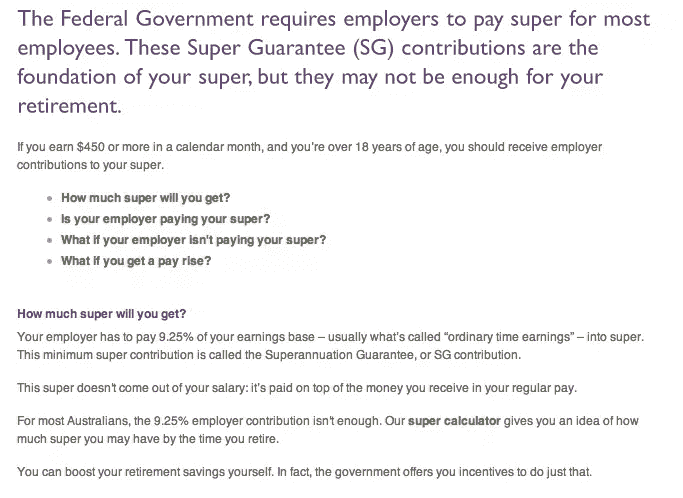 The Federal Government requires employers to pay super for most
employees. These Super Guarantee (SG) contributions are the
foundation of your super, but they may not be enough for your
retirement.
If you earn $450 or more in a calendar month, and you're over 18 years of age, you should receive employer
contributions to your super.
• How much super will you get?
• Is your employer paying your super?
• What if your employer isn't paying your super?
• What if you get a pay rise?
How much super will you get?
Your employer has to pay 9.25% of your earnings base – usually what's called “ordinary time earnings” – into super.
This minimum super contribution is called the Superannuation Guarantee, or SG contribution.
This super doesn't come out of your salary: it's paid on top of the money you receive in your regular pay.
For most Australians, the 9.25% employer contribution isn't enough. Our super calculator gives you an idea of how
much super you may have by the time you retire.
You can boost your retirement savings yourself. In fact, the government offers you incentives to do just that.